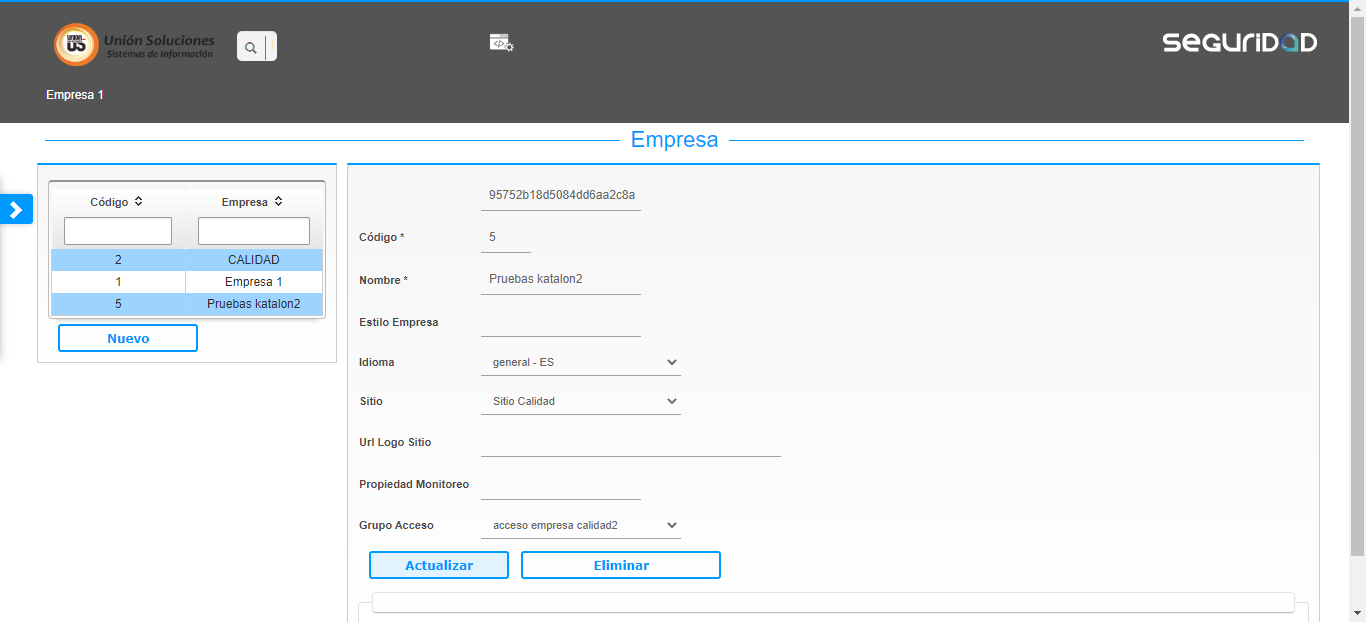 UNION
US
Unión Soluciones
Sistemas de Información
SEGURIDAD
Empresa 1
Empresa
Código Empresa
2 CALIDAD
1 Empresa 1
5 Pruebas katalon2
Nuevo
95752b18d5084dd6aa2c8a
Código * 5
Nombre * Pruebas katalon2
Estilo Empresa
Idioma general - ES
Sitio Sitio Calidad
Url Logo Sitio
Propiedad Monitoreo
Grupo Acceso acceso empresa calidad2
Actualizar Eliminar